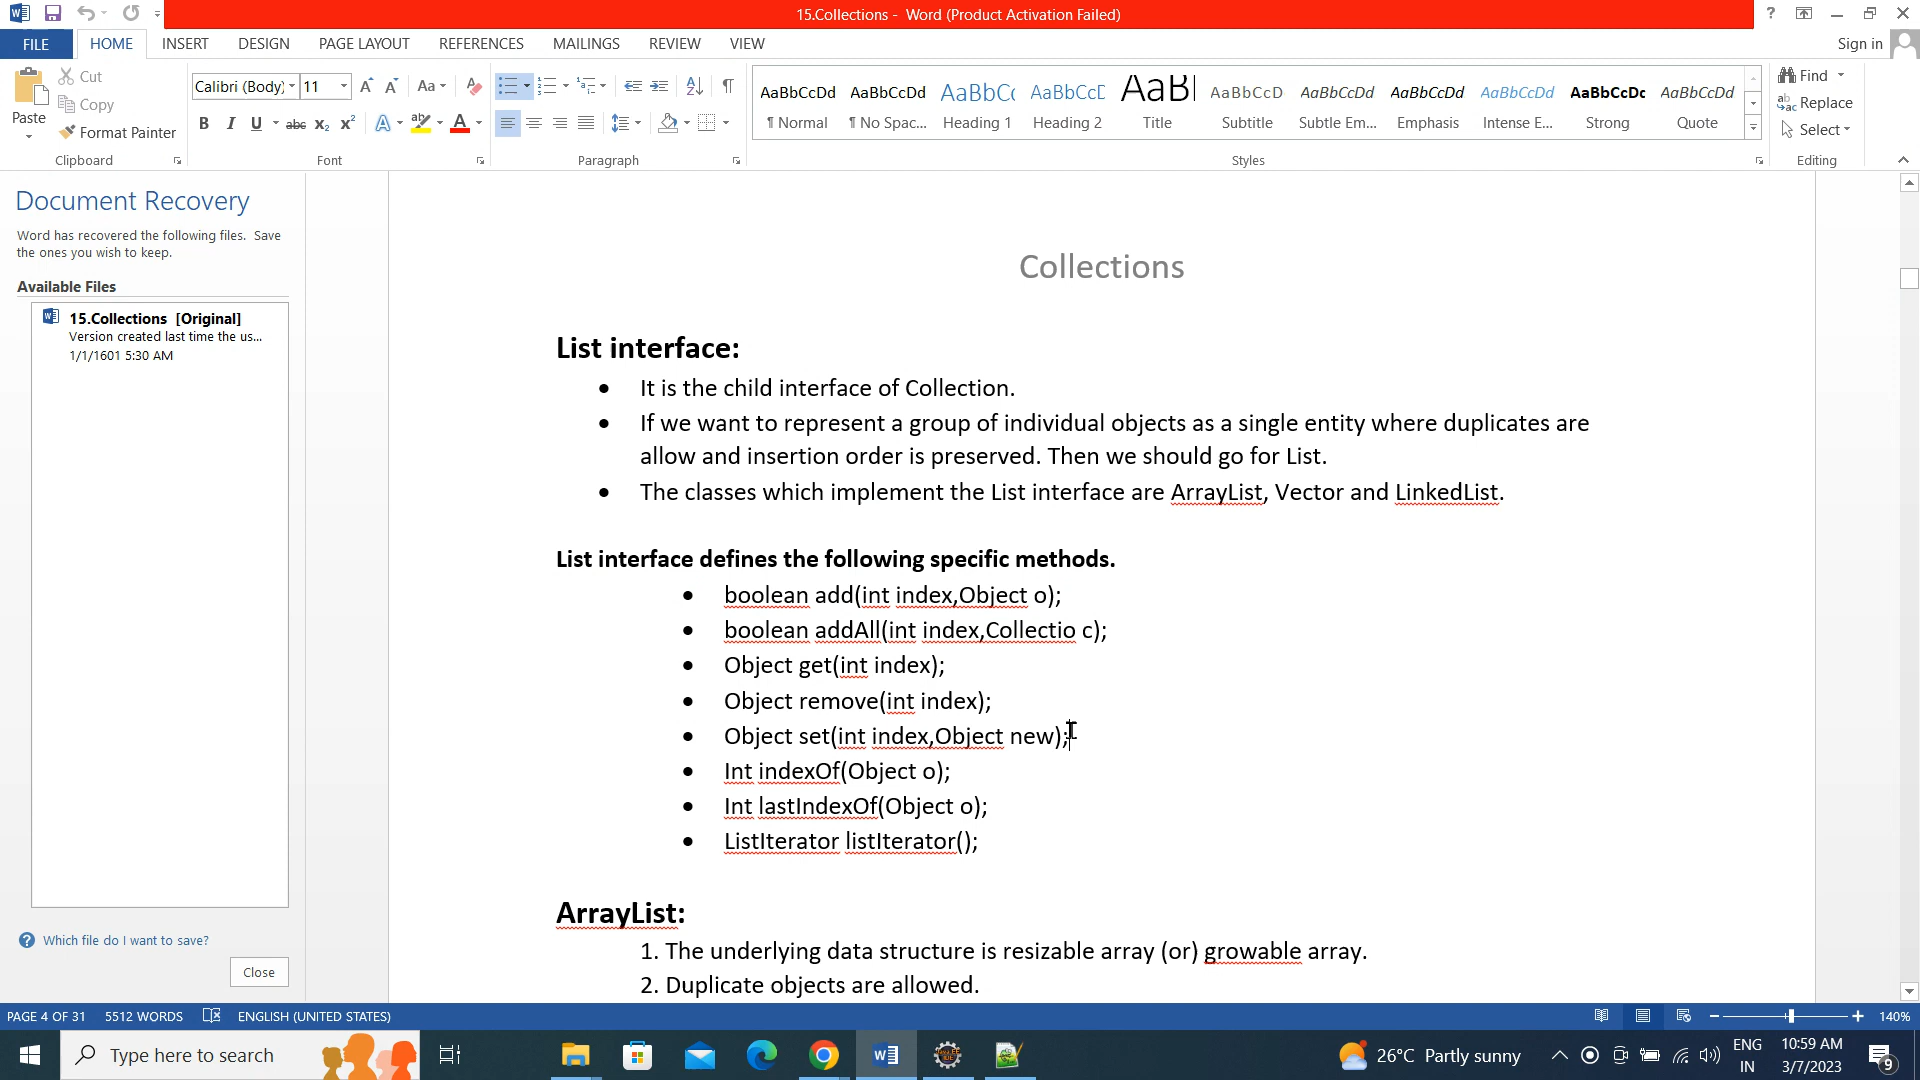 15.Collections - Word (Product Activation Failed)
FILE HOME INSERT DESIGN PAGE LAYOUT REFERENCES MAILINGS REVIEW VIEW
Sign in
Paste
Cut
Copy
Format Painter
Clipboard
Calibri (Body) 11
Font
Paragraph
AaBbCcDd AaBbCcDd AaBbCc AaBbCcD AaBb AaBbCcD AaBbCcDd AaBbCcDd AaBbCcDd AaBbCcDc AaBbCcDd
¶ Normal ¶ No Spac... Heading 1 Heading 2 Title Subtitle Subtle Em... Emphasis Intense E... Strong Quote
Styles
Find
Replace
Select
Editing
Document Recovery
Word has recovered the following files. Save
the ones you wish to keep.
Available Files
15.Collections [Original]
Version created last time the us...
1/1/1601 5:30 AM
Which file do I want to save?
Close
Collections
List interface:
• It is the child interface of Collection.
• If we want to represent a group of individual objects as a single entity where duplicates are
allow and insertion order is preserved. Then we should go for List.
• The classes which implement the List interface are ArrayList, Vector and LinkedList.
List interface defines the following specific methods.
• boolean add(int index,Object o);
• boolean addAll(int index,Collectio c);
• Object get(int index);
• Object remove(int index);
• Object set(int index,Object new);
• Int indexOf(Object o);
• Int lastIndexOf(Object o);
• ListIterator listIterator();
ArrayList:
1. The underlying data structure is resizable array (or) growable array.
2. Duplicate objects are allowed.
PAGE 4 OF 31 5512 WORDS ENGLISH (UNITED STATES)
140%
Type here to search
26°C Partly sunny
ENG
IN
10:59 AM
3/7/2023
9